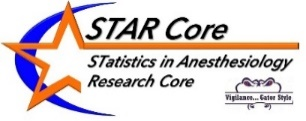 STAR Core
STatistics in Anesthesiology
Research Core
Vigilance... Gator Style